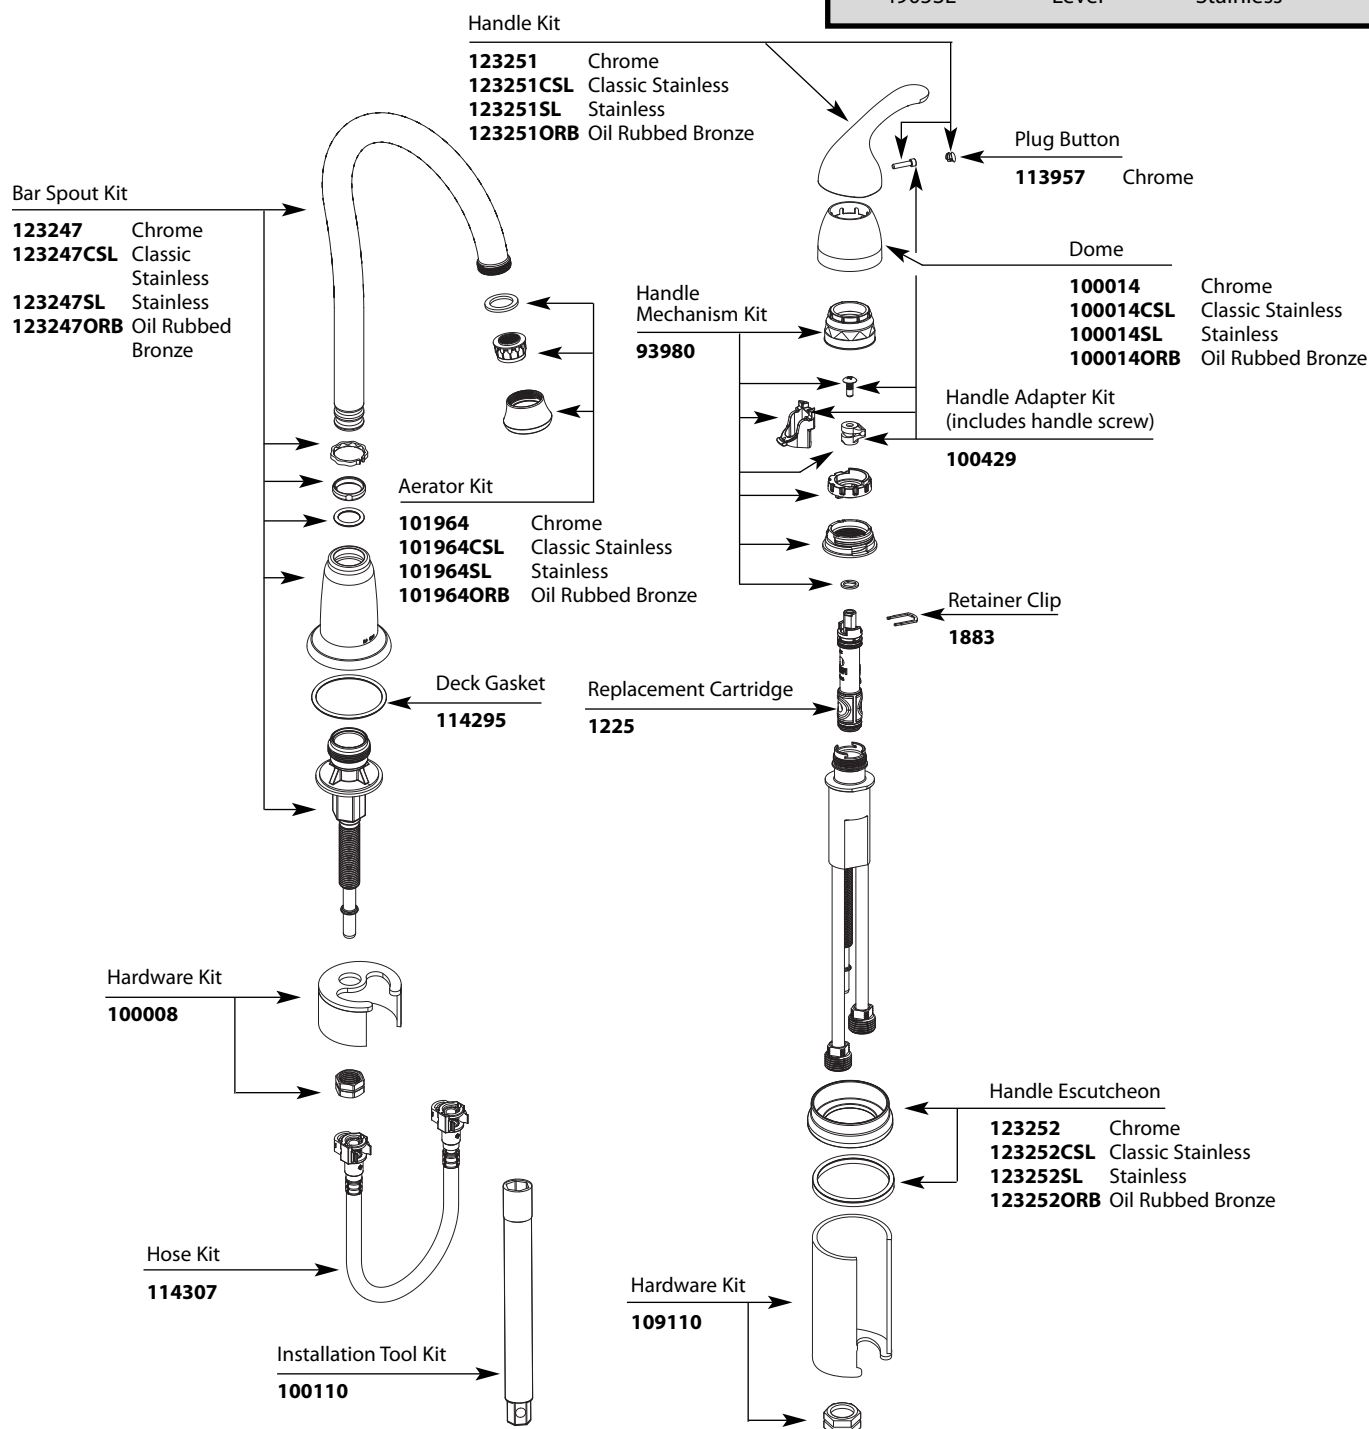 Handle Kit
123251 Chrome
123251CSL Classic Stainless
123251SL Stainless
123251ORB Oil Rubbed Bronze
Plug Button
113957 Chrome
Bar Spout Kit
123247 Chrome
123247CSL Classic
Stainless
123247SL Stainless
123247ORB Oil Rubbed
Bronze
Dome
100014 Chrome
100014CSL Classic Stainless
100014SL Stainless
100014ORB Oil Rubbed Bronze
Handle
Mechanism Kit
93980
Handle Adapter Kit
(includes handle screw)
100429
Aerator Kit
101964 Chrome
101964CSL Classic Stainless
101964SL Stainless
101964ORB Oil Rubbed Bronze
Retainer Clip
1883
Deck Gasket
114295
Replacement Cartridge
1225
Hardware Kit
100008
Handle Escutcheon
123252 Chrome
123252CSL Classic Stainless
123252SL Stainless
123252ORB Oil Rubbed Bronze
Hose Kit
114307
Hardware Kit
109110
Installation Tool Kit
100110